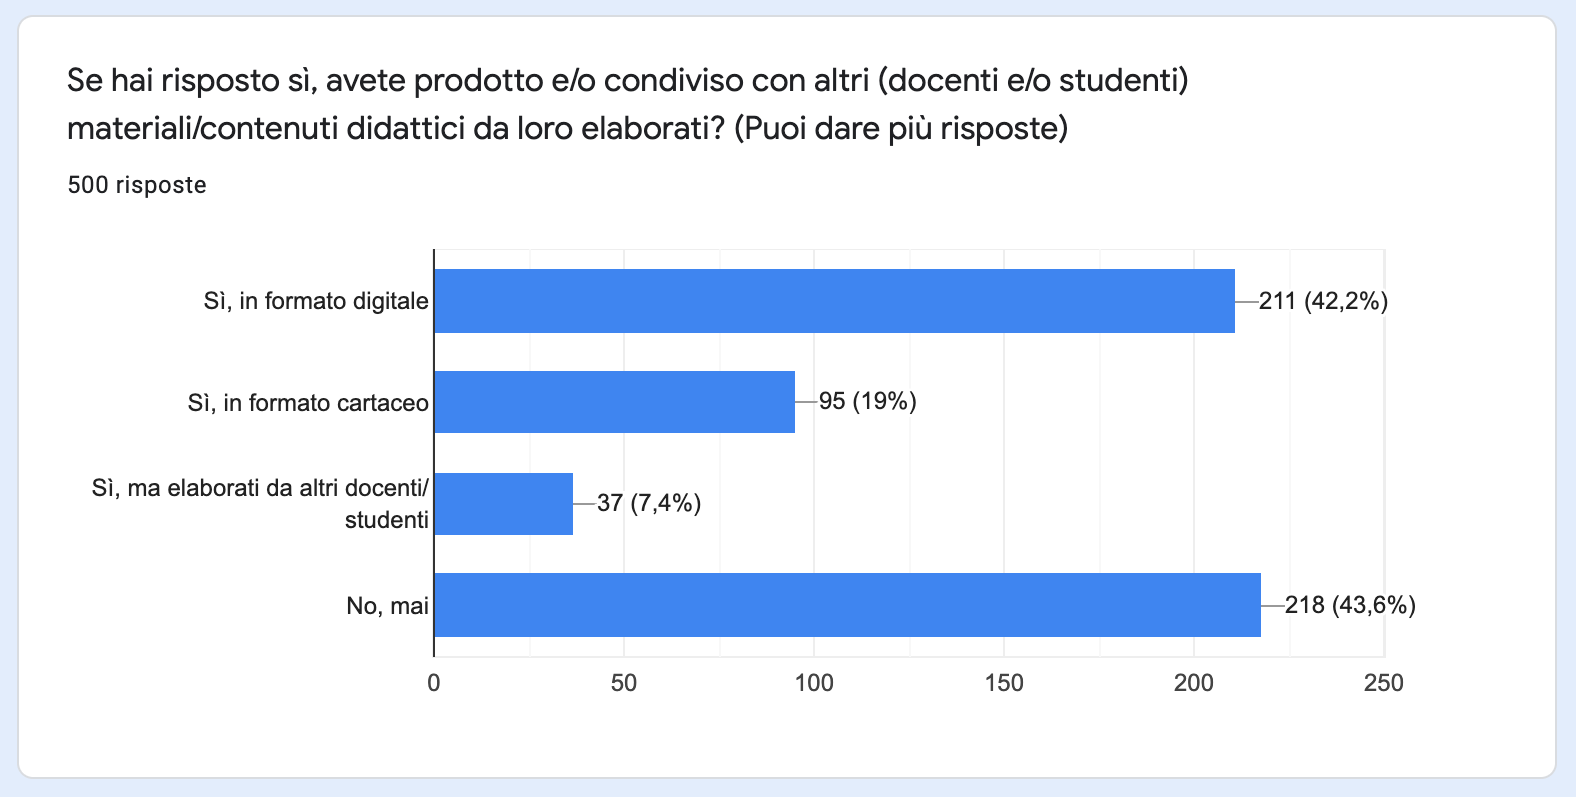 Se hai risposto sì, avete prodotto e/o condiviso con altri (docenti e/o studenti)
materiali/contenuti didattici da loro elaborati? (Puoi dare più risposte)
500 risposte
Sì, in formato digitale
211 (42,2%)
Sì, in formato cartaceo
95 (19%)
Sì, ma elaborati da altri docenti/
studenti
37 (7,4%)
No, mai
218 (43,6%)
0
50
100
150
200
250